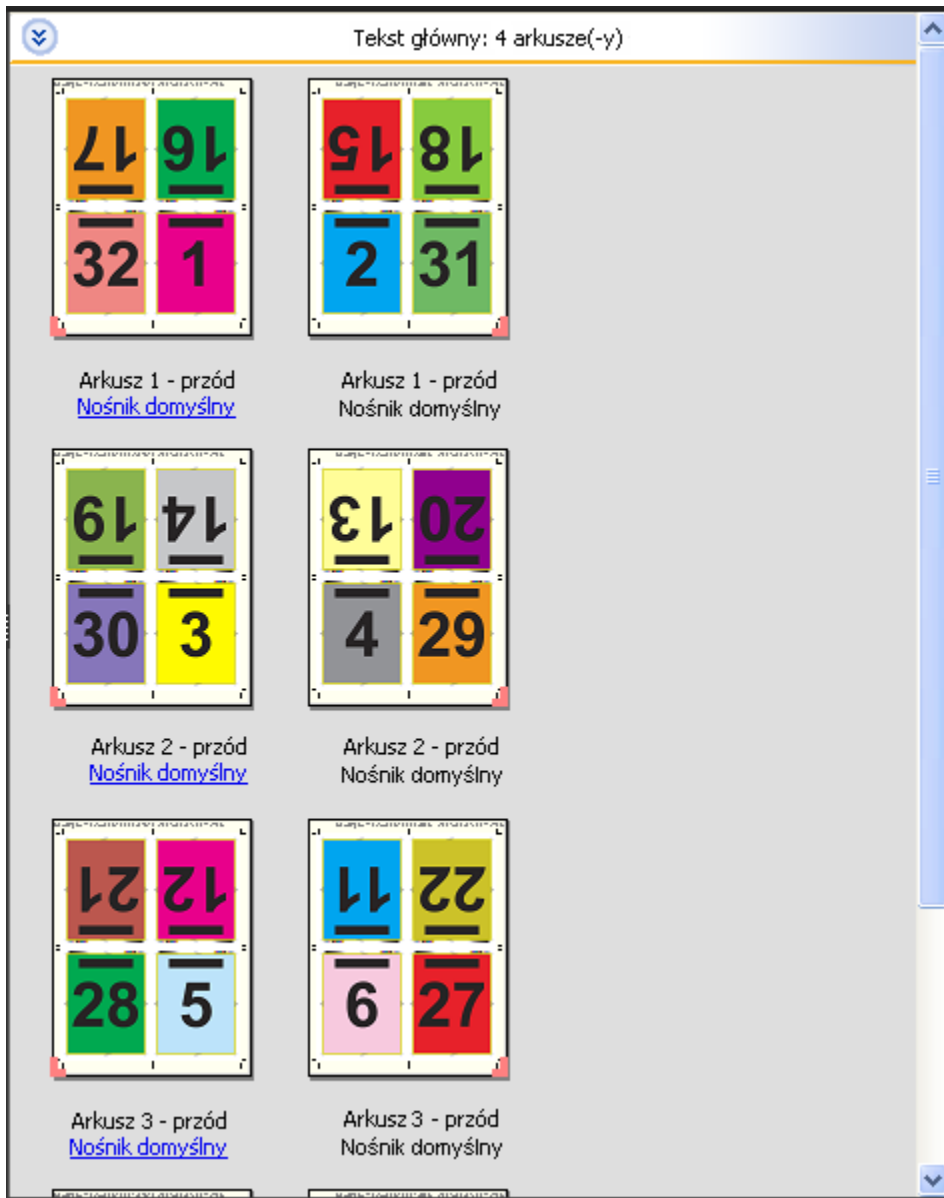 Tekst główny: 4 arkusze(-y)
17 16
32 1
15 18
2 31
Arkusz 1 - przód
Nośnik domyślny
Arkusz 1 - przód
Nośnik domyślny
19 14
30 3
13 20
4 29
Arkusz 2 - przód
Nośnik domyślny
Arkusz 2 - przód
Nośnik domyślny
21 12
28 5
11 22
6 27
Arkusz 3 - przód
Nośnik domyślny
Arkusz 3 - przód
Nośnik domyślny